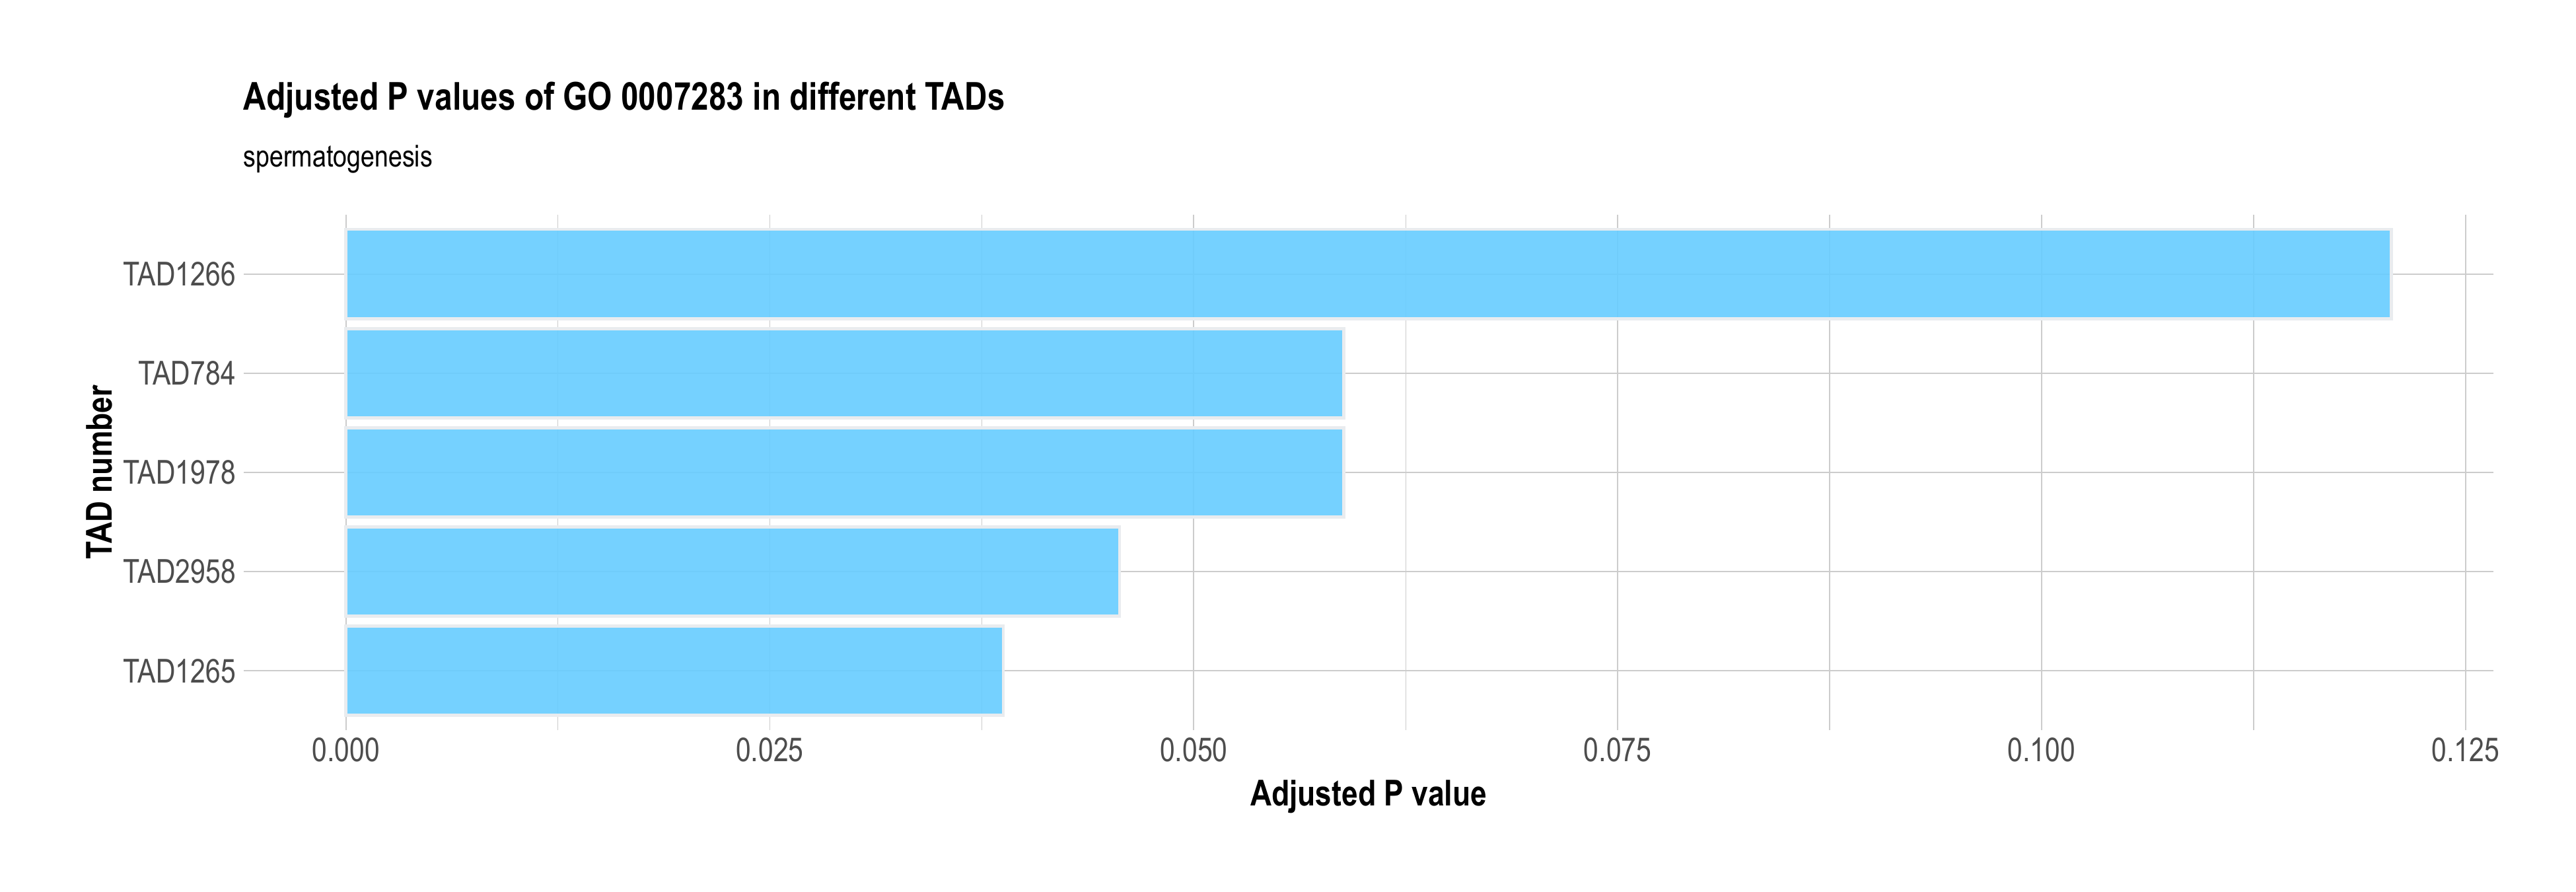 Adjusted P values of GO 0007283 in different TADs
spermatogenesis
TAD number
TAD1266
TAD784
TAD1978
TAD2958
TAD1265
0.000 0.025 0.050 0.075 0.100 0.125
Adjusted P value